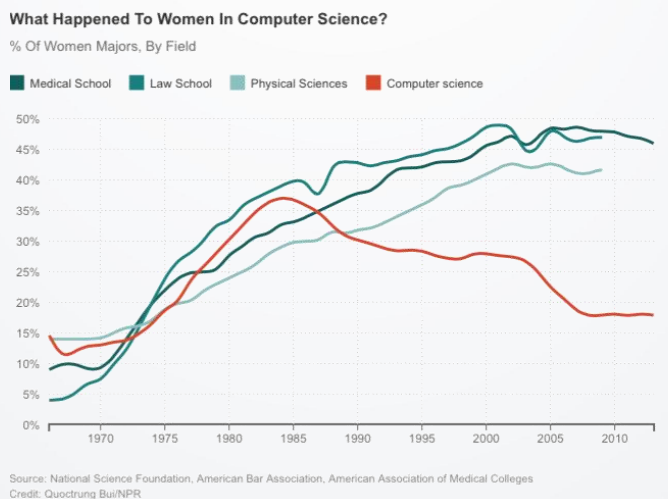 What Happened To Women In Computer Science?
% Of Women Majors, By Field
Medical School Law School Physical Sciences Computer science
50%
45%
40%
35%
30%
25%
20%
15%
10%
5%
0%
1970 1975 1980 1985 1990 1995 2000 2005 2010
Source: National Science Foundation, American Bar Association, American Association of Medical Colleges
Credit: Quoctrung Bui/NPR